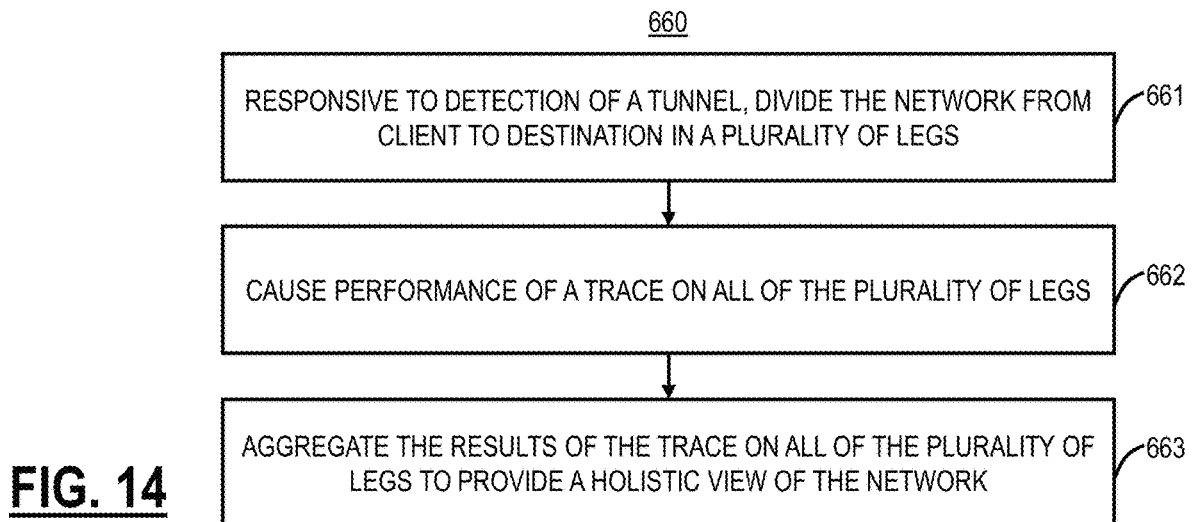 660
RESPONSIVE TO DETECTION OF A TUNNEL, DIVIDE THE NETWORK FROM
CLIENT TO DESTINATION IN A PLURALITY OF LEGS
661
CAUSE PERFORMANCE OF A TRACE ON ALL OF THE PLURALITY OF LEGS
662
AGGREGATE THE RESULTS OF THE TRACE ON ALL OF THE PLURALITY OF
LEGS TO PROVIDE A HOLISTIC VIEW OF THE NETWORK
663
FIG. 14